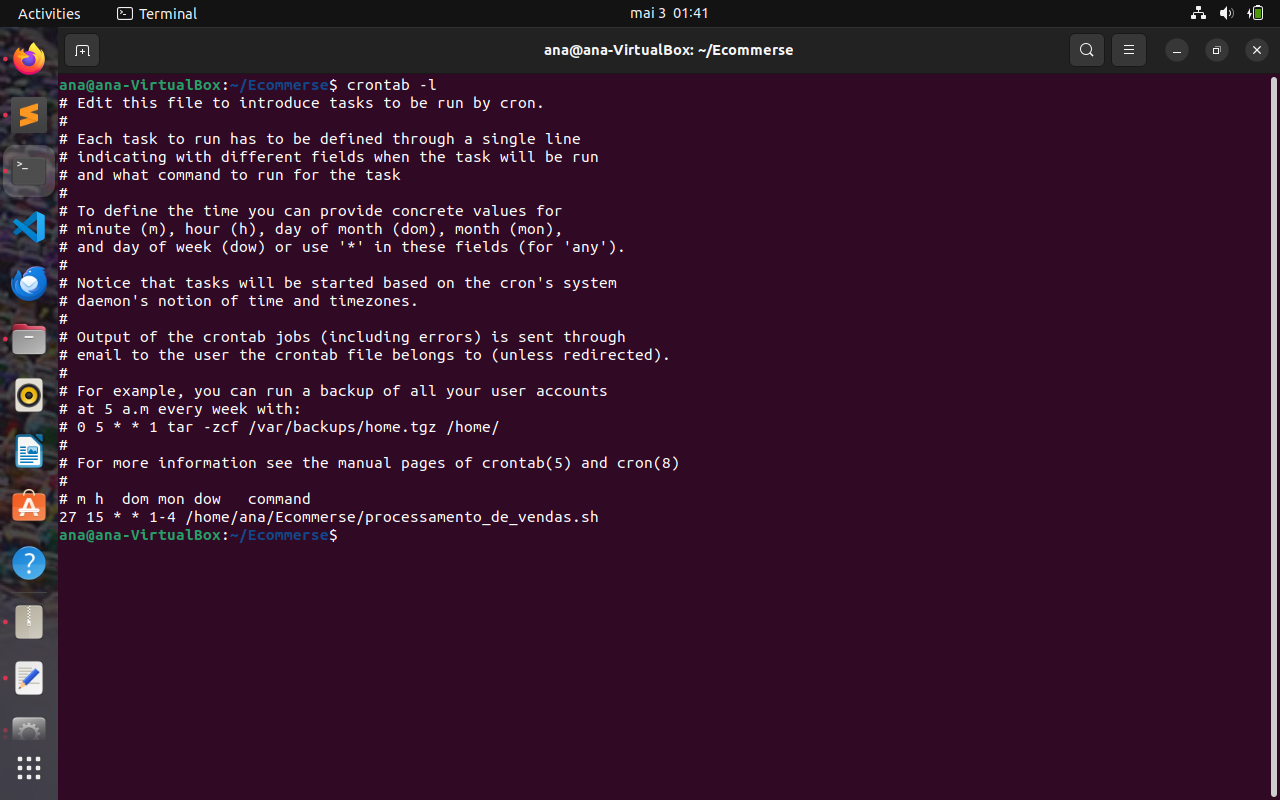 Activities Terminal mai 3 01:41
ana@ana-VirtualBox: ~/Ecommerse
ana@ana-VirtualBox:~/Ecommerse$ crontab -l
# Edit this file to introduce tasks to be run by cron.
#
# Each task to run has to be defined through a single line
# indicating with different fields when the task will be run
# and what command to run for the task
#
# To define the time you can provide concrete values for
# minute (m), hour (h), day of month (dom), month (mon),
# and day of week (dow) or use '*' in these fields (for 'any').
#
# Notice that tasks will be started based on the cron's system
# daemon's notion of time and timezones.
#
# Output of the crontab jobs (including errors) is sent through
# email to the user the crontab file belongs to (unless redirected).
#
# For example, you can run a backup of all your user accounts
# at 5 a.m every week with:
# 0 5 * * 1 tar -zcf /var/backups/home.tgz /home/
#
# For more information see the manual pages of crontab(5) and cron(8)
#
# m h  dom mon dow   command
27 15 * * 1-4 /home/ana/Ecommerse/processamento_de_vendas.sh
ana@ana-VirtualBox:~/Ecommerse$